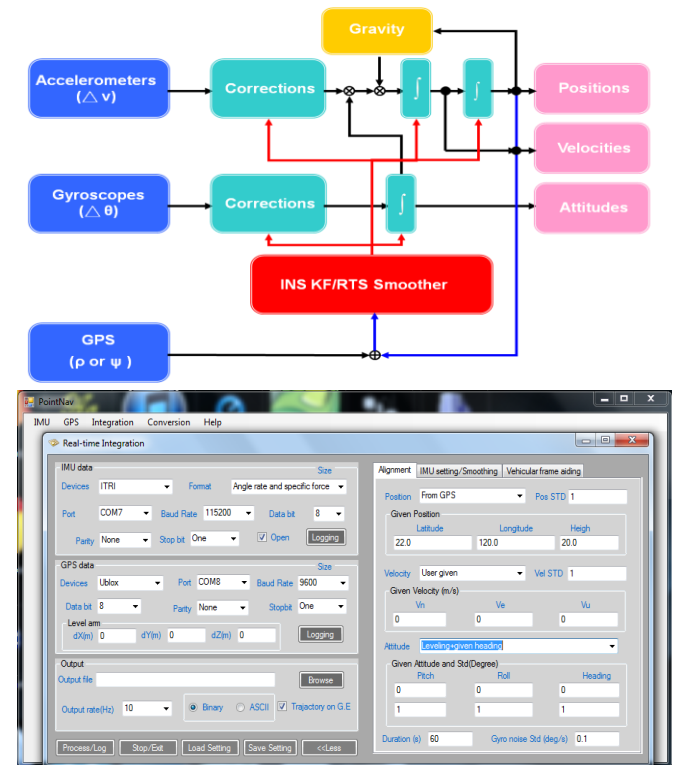 Gravity
Accelerometers
(△ v)
Corrections
∫
∫
Positions
Velocities
Gyroscopes
(△ θ)
Corrections
∫
Attitudes
INS KF/RTS Smoother
GPS
(ρ or ψ )
PointNav
IMU GPS Integration Conversion Help
Real-time Integration
IMU data
Size
Devices ITRI Format Angle rate and specific force
Port COM7 Baud Rate 115200 Data bit 8
Parity None Stop bit One Open Logging
GPS data
Size
Devices Ublox Port COM8 Baud Rate 9600
Data bit 8 Parity None Stopbit One
Level arm
dX(m) 0 dY(m) 0 dZ(m) 0 Logging
Output
Output file Browse
Output rate(Hz) 10 Binary ASCII Trajactory on G.E
Process/Log Stop/Exit Load Setting Save Setting <<Less
Alignment IMU setting/Smoothing Vehicular frame aiding
Position From GPS Pos STD 1
Given Position
Latitude Longitude Heigh
22.0 120.0 20.0
Velocity User given Vel STD 1
Given Velocity (m/s)
Vn Ve Vu
0 0 0
Attitude Leveling+given heading
Given Attitude and Std(Degree)
Pitch Roll Heading
0 0 0
1 1 1
Duration (s) 60 Gyro noise Std (deg/s) 0.1